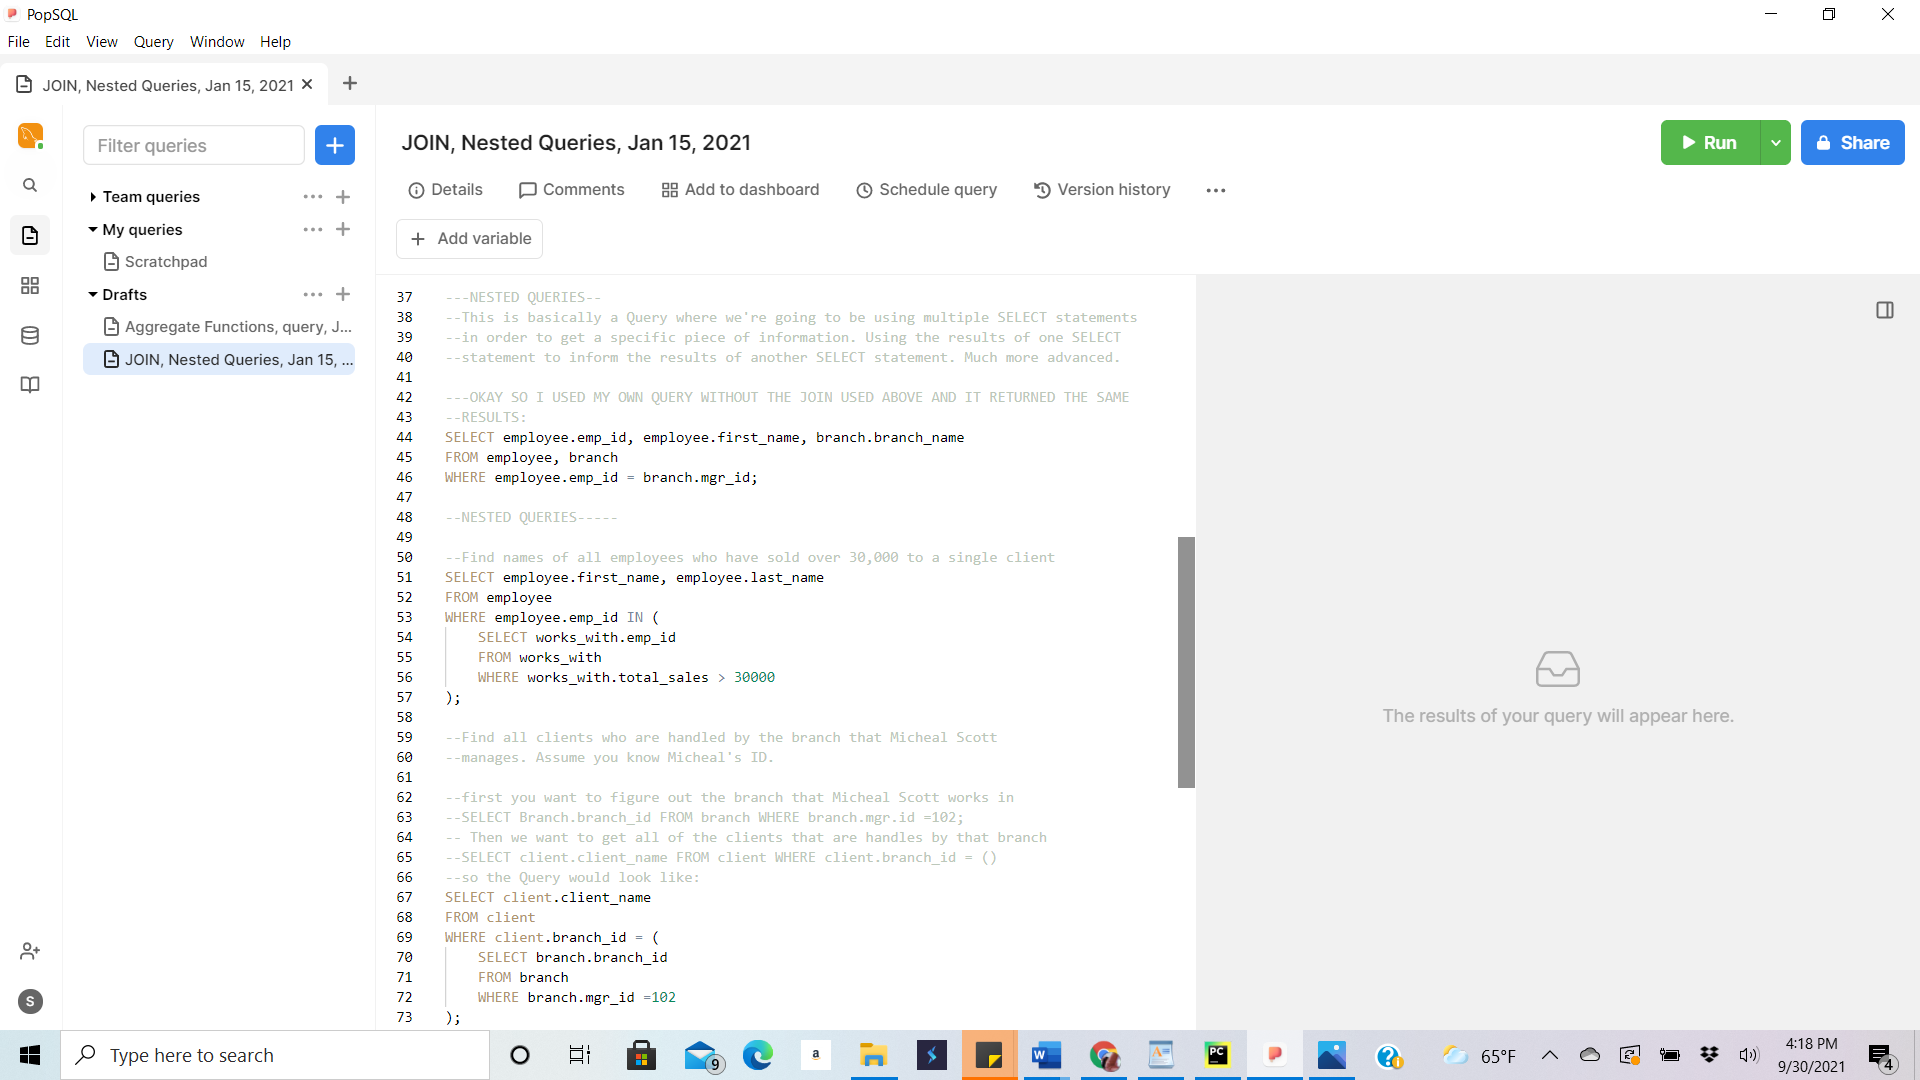 PopSQL
File Edit View Query Window Help
JOIN, Nested Queries, Jan 15, 2021
Filter queries
Team queries
My queries
Scratchpad
Drafts
Aggregate Functions, query, J...
JOIN, Nested Queries, Jan 15, ...
S
JOIN, Nested Queries, Jan 15, 2021
Run
Share
Details Comments Add to dashboard Schedule query Version history
Add variable
37 ---NESTED QUERIES--
38 --This is basically a Query where we're going to be using multiple SELECT statements
39 --in order to get a specific piece of information. Using the results of one SELECT
40 --statement to inform the results of another SELECT statement. Much more advanced.
41
42 ---OKAY SO I USED MY OWN QUERY WITHOUT THE JOIN USED ABOVE AND IT RETURNED THE SAME
43 --RESULTS:
44 SELECT employee.emp_id, employee.first_name, branch.branch_name
45 FROM employee, branch
46 WHERE employee.emp_id = branch.mgr_id;
47
48 --NESTED QUERIES-----
49
50 --Find names of all employees who have sold over 30,000 to a single client
51 SELECT employee.first_name, employee.last_name
52 FROM employee
53 WHERE employee.emp_id IN (
54 SELECT works_with.emp_id
55 FROM works_with
56 WHERE works_with.total_sales > 30000
57 );
58
59 --Find all clients who are handled by the branch that Micheal Scott
60 --manages. Assume you know Micheal's ID.
61
62 --first you want to figure out the branch that Micheal Scott works in
63 --SELECT Branch.branch_id FROM branch WHERE branch.mgr.id =102;
64 -- Then we want to get all of the clients that are handles by that branch
65 --SELECT client.client_name FROM client WHERE client.branch_id = ()
66 --so the Query would look like:
67 SELECT client.client_name
68 FROM client
69 WHERE client.branch_id = (
70 SELECT branch.branch_id
71 FROM branch
72 WHERE branch.mgr_id =102
73 );
The results of your query will appear here.
Type here to search
9
a
W
PC
65°F
4:18 PM
9/30/2021
4